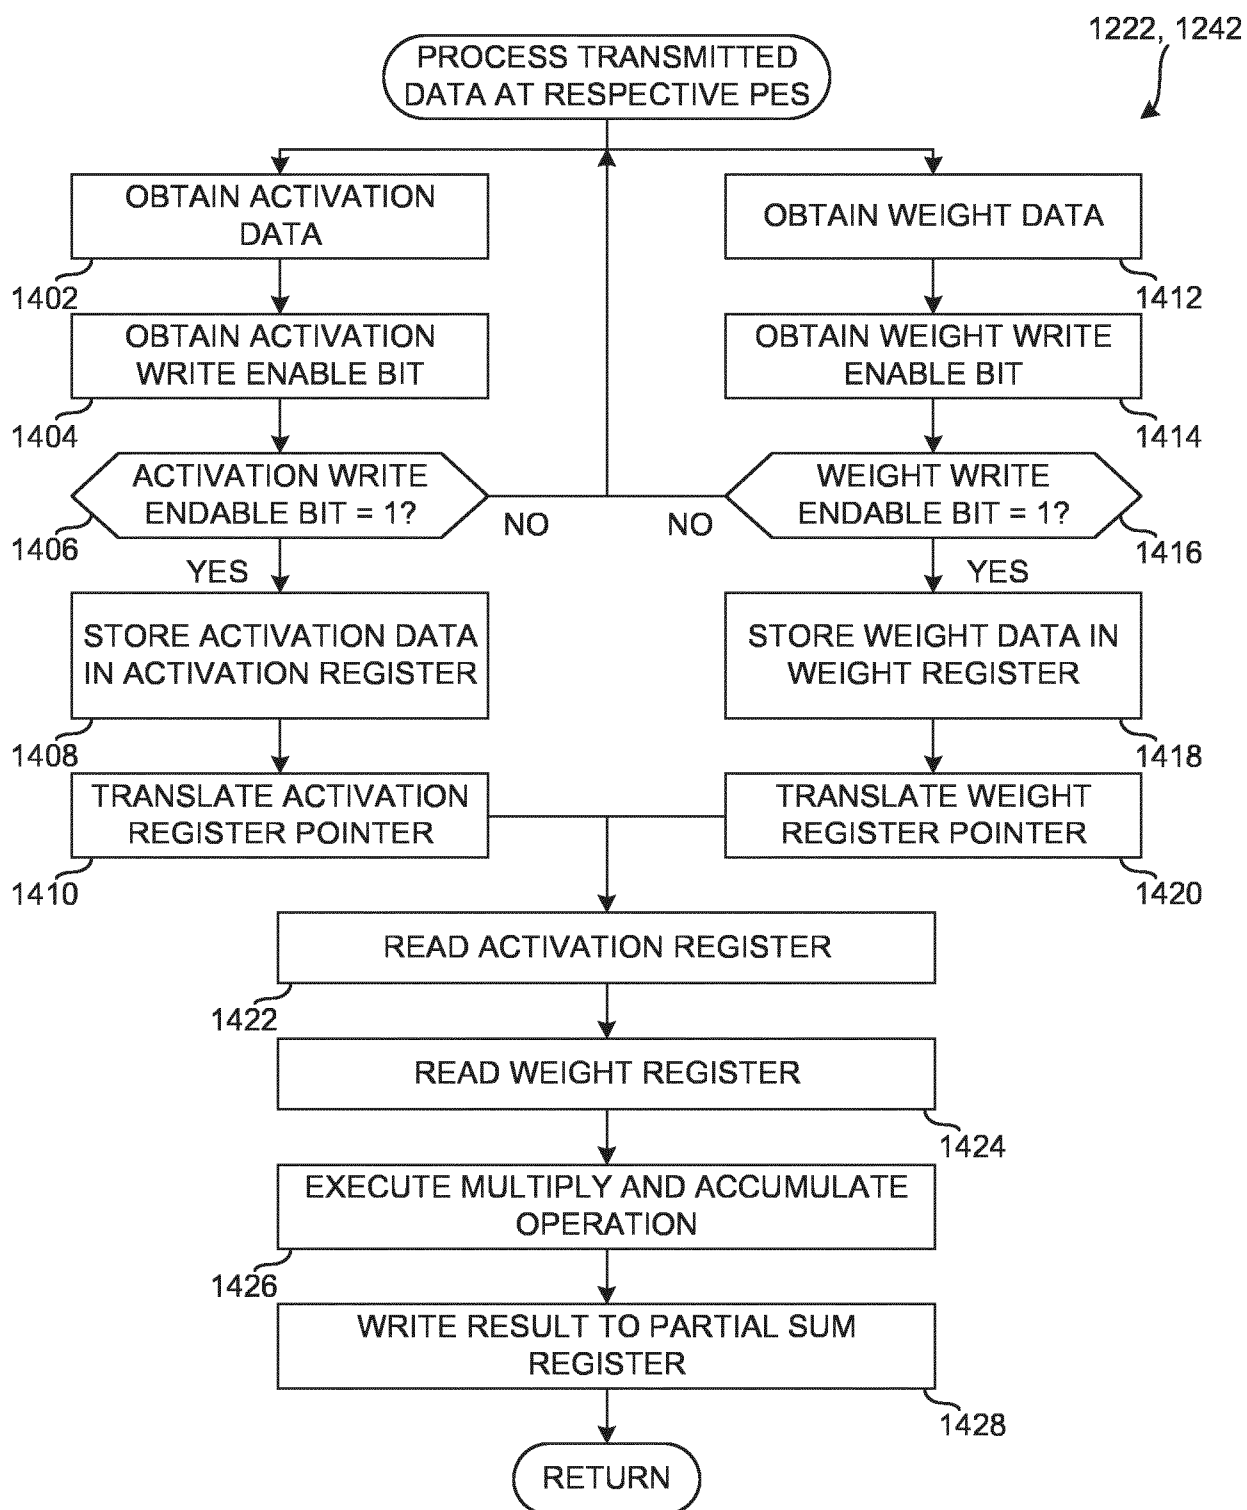 1222, 1242
PROCESS TRANSMITTED
DATA AT RESPECTIVE PES
OBTAIN ACTIVATION
DATA
1402
OBTAIN WEIGHT DATA
1412
OBTAIN ACTIVATION
WRITE ENABLE BIT
1404
OBTAIN WEIGHT WRITE
ENABLE BIT
1414
ACTIVATION WRITE
ENDABLE BIT = 1?
1406
NO
YES
WEIGHT WRITE
ENDABLE BIT = 1?
1416
NO
YES
STORE ACTIVATION DATA
IN ACTIVATION REGISTER
1408
STORE WEIGHT DATA IN
WEIGHT REGISTER
1418
TRANSLATE ACTIVATION
REGISTER POINTER
1410
TRANSLATE WEIGHT
REGISTER POINTER
1420
READ ACTIVATION REGISTER
1422
READ WEIGHT REGISTER
1424
EXECUTE MULTIPLY AND ACCUMULATE
OPERATION
1426
WRITE RESULT TO PARTIAL SUM
REGISTER
1428
RETURN